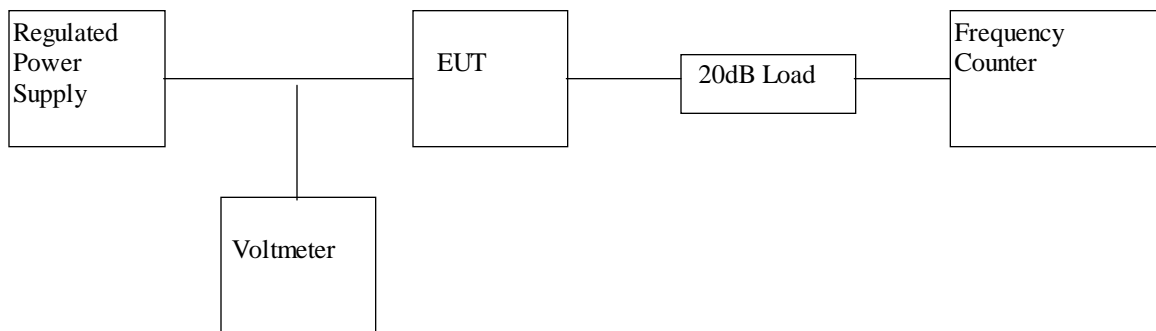 Regulated
Power
Supply
EUT
20dB Load
Frequency
Counter
Voltmeter